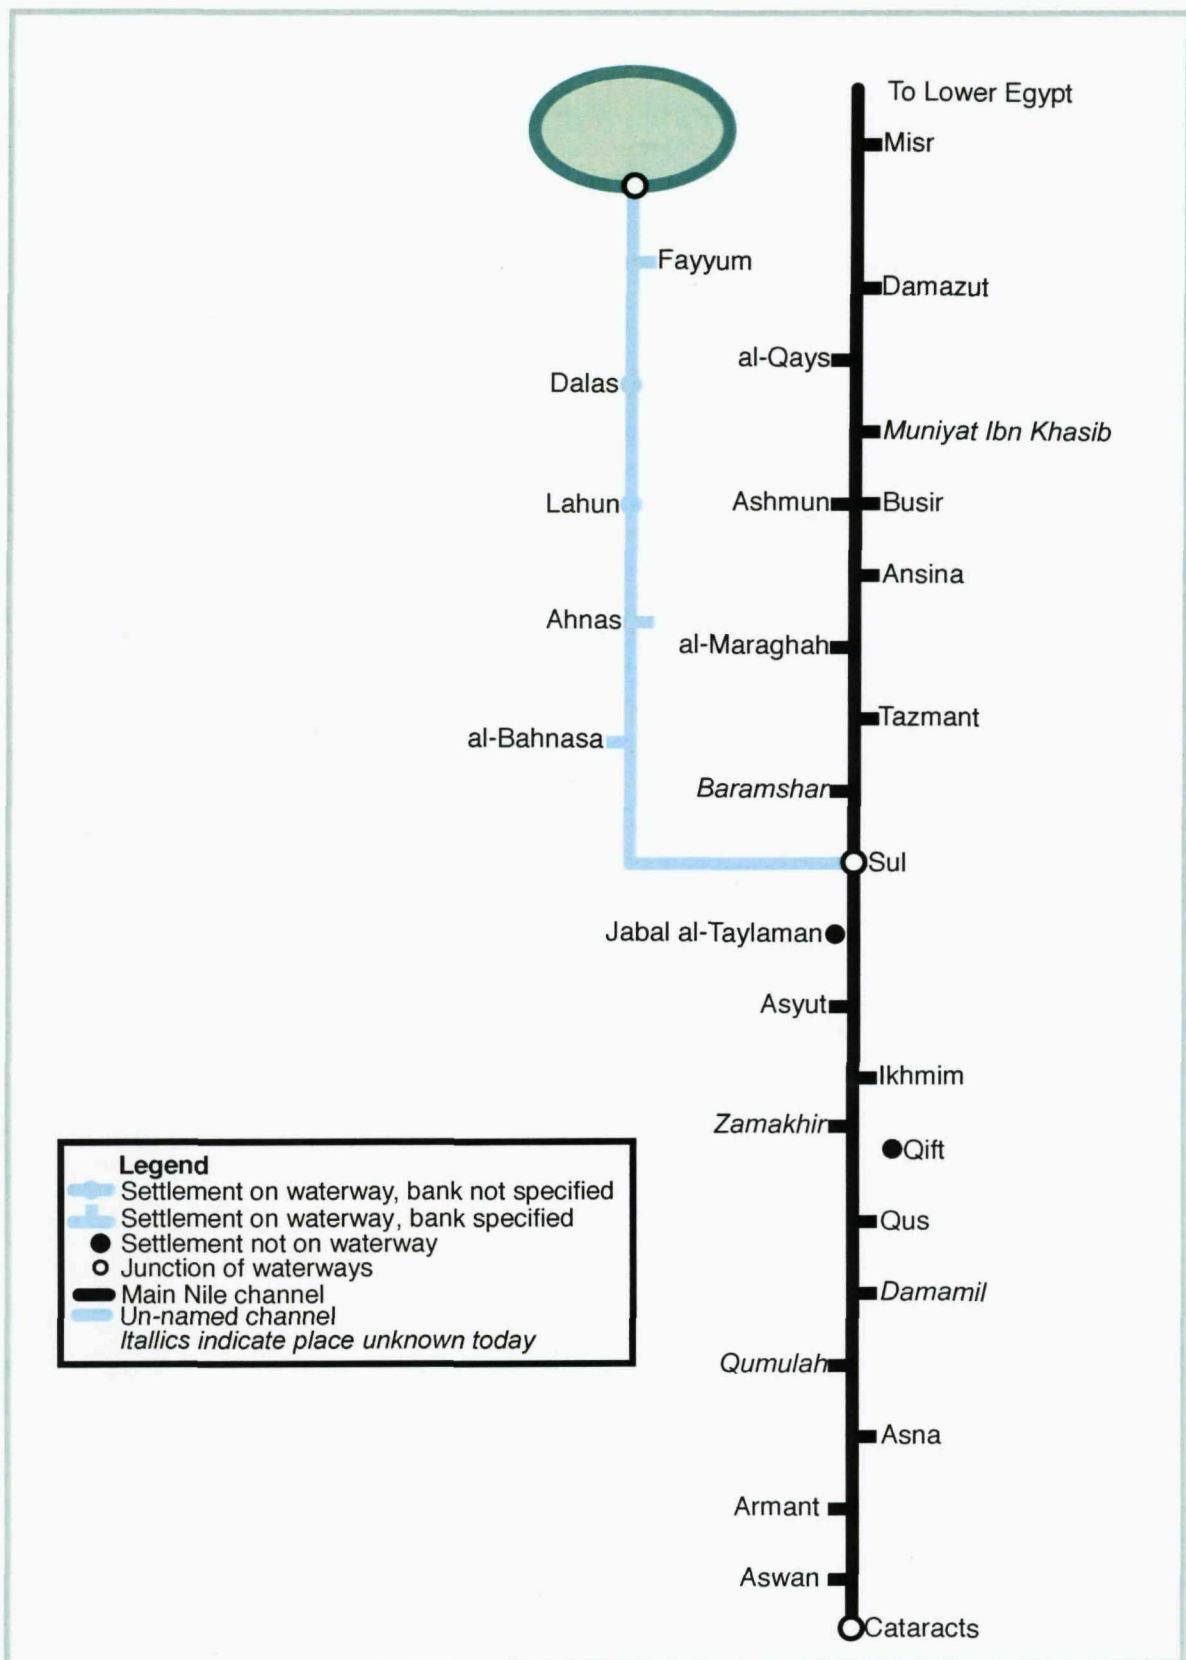 To Lower Egypt
Misr
Fayyum
Damazut
al-Qays
Dalas
Muniyat Ibn Khasib
Lahun
Ashmun
Busir
Ansina
Ahnas
al-Maraghah
Tazmant
al-Bahnasa
Baramshar
Sul
Jabal al-Taylaman
Asyut
Ikhmim
Zamakhir
Qift
Legend
Settlement on waterway, bank not specified
Settlement on waterway, bank specified
Settlement not on waterway
Junction of waterways
Main Nile channel
Un-named channel
Itallics indicate place unknown today
Qus
Damamil
Qumulah
Asna
Armant
Aswan
Cataracts